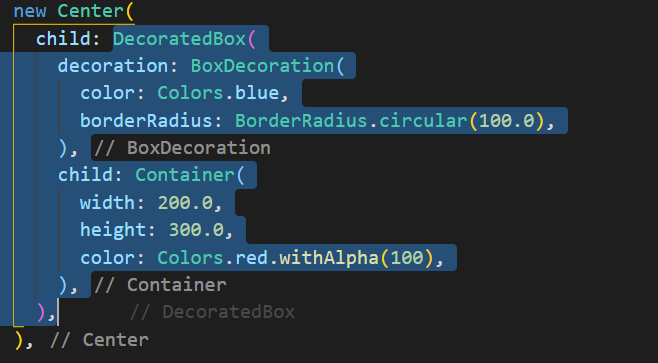 new Center(
child: DecoratedBox(
decoration: BoxDecoration(
color: Colors.blue,
borderRadius: BorderRadius.circular(100.0),
), // BoxDecoration
child: Container(
width: 200.0,
height: 300.0,
color: Colors.red.withAlpha(100),
), // Container
), // DecoratedBox
), // Center